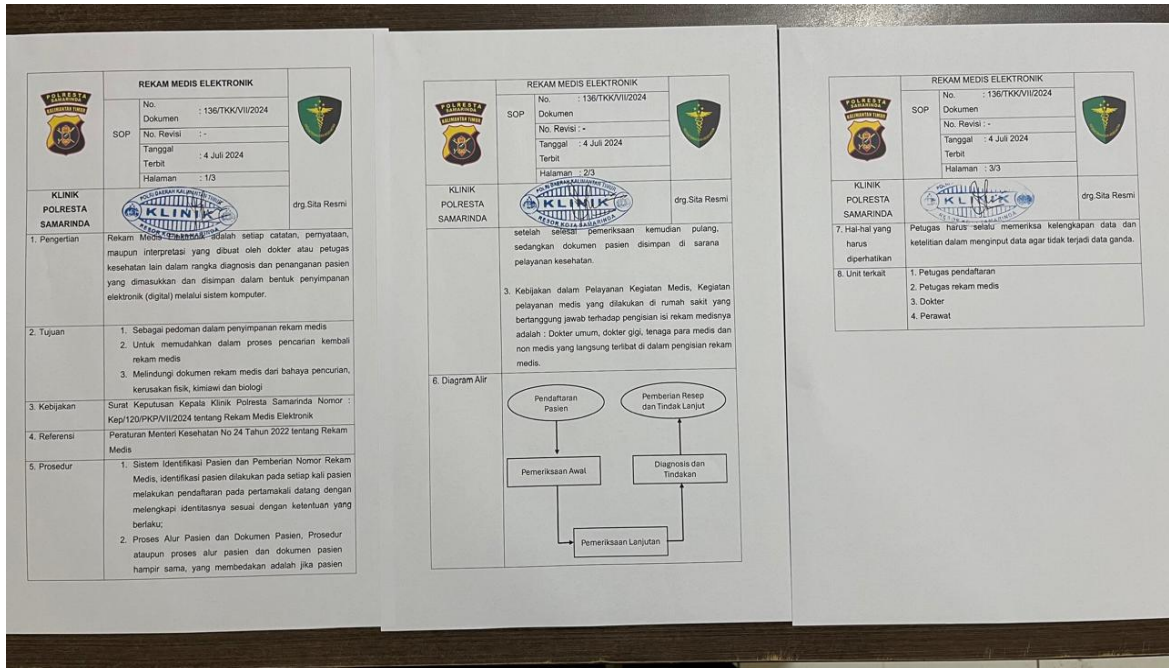 POLRESTA
SAMARINDA
KALIMANTAN TIMUR
REKAM MEDIS ELEKTRONIK
SOP
No. Dokumen : 136/TKK/VII/2024
No. Revisi : -
Tanggal Terbit : 4 Juli 2024
Halaman : 1/3
KLINIK
POLRESTA
SAMARINDA
KLINIK
drg.Sita Resmi
1. Pengertian
Rekam Medis Elektronik adalah setiap catatan, pernyataan,
maupun interpretasi yang dibuat oleh dokter atau petugas
kesehatan lain dalam rangka diagnosis dan penanganan pasien
yang dimasukkan dan disimpan dalam bentuk penyimpanan
elektronik (digital) melalui sistem komputer.
2. Tujuan
1. Sebagai pedoman dalam penyimpanan rekam medis
2. Untuk memudahkan dalam proses pencarian kembali
rekam medis
3. Melindungi dokumen rekam medis dari bahaya pencurian,
kerusakan fisik, kimiawi dan biologi
3. Kebijakan
Surat Keputusan Kepala Klinik Polresta Samarinda Nomor :
Kep/120/PKP/VII/2024 tentang Rekam Medis Elektronik
4. Referensi
Peraturan Menteri Kesehatan No 24 Tahun 2022 tentang Rekam
Medis
5. Prosedur
1. Sistem Identifikasi Pasien dan Pemberian Nomor Rekam
Medis, identifikasi pasien dilakukan pada setiap kali pasien
melakukan pendaftaran pada pertamakali datang dengan
melengkapi identitasnya sesuai dengan ketentuan yang
berlaku;
2. Proses Alur Pasien dan Dokumen Pasien, Prosedur
ataupun proses alur pasien dan dokumen pasien
hampir sama, yang membedakan adalah jika pasien
POLRESTA
SAMARINDA
KALIMANTAN TIMUR
REKAM MEDIS ELEKTRONIK
SOP
No. Dokumen : 136/TKK/VII/2024
No. Revisi : -
Tanggal Terbit : 4 Juli 2024
Halaman : 2/3
KLINIK
POLRESTA
SAMARINDA
KLINIK
drg.Sita Resmi
setelah selesai pemeriksaan kemudian pulang,
sedangkan dokumen pasien disimpan di sarana
pelayanan kesehatan.
3. Kebijakan dalam Pelayanan Kegiatan Medis, Kegiatan
pelayanan medis yang dilakukan di rumah sakit yang
bertanggung jawab terhadap pengisian isi rekam medisnya
adalah : Dokter umum, dokter gigi, tenaga para medis dan
non medis yang langsung terlibat di dalam pengisian rekam
medis.
6. Diagram Alir
Pendaftaran
Pasien
Pemberian Resep
dan Tindak Lanjut
Pemeriksaan Awal
Diagnosis dan
Tindakan
Pemeriksaan Lanjutan
POLRESTA
SAMARINDA
KALIMANTAN TIMUR
REKAM MEDIS ELEKTRONIK
SOP
No. Dokumen : 136/TKK/VII/2024
No. Revisi : -
Tanggal Terbit : 4 Juli 2024
Halaman : 3/3
KLINIK
POLRESTA
SAMARINDA
KLINIK
drg.Sita Resmi
7. Hal-hal yang
harus
diperhatikan
Petugas harus selalu memeriksa kelengkapan data dan
ketelitian dalam menginput data agar tidak terjadi data ganda.
8. Unit terkait
1. Petugas pendaftaran
2. Petugas rekam medis
3. Dokter
4. Perawat